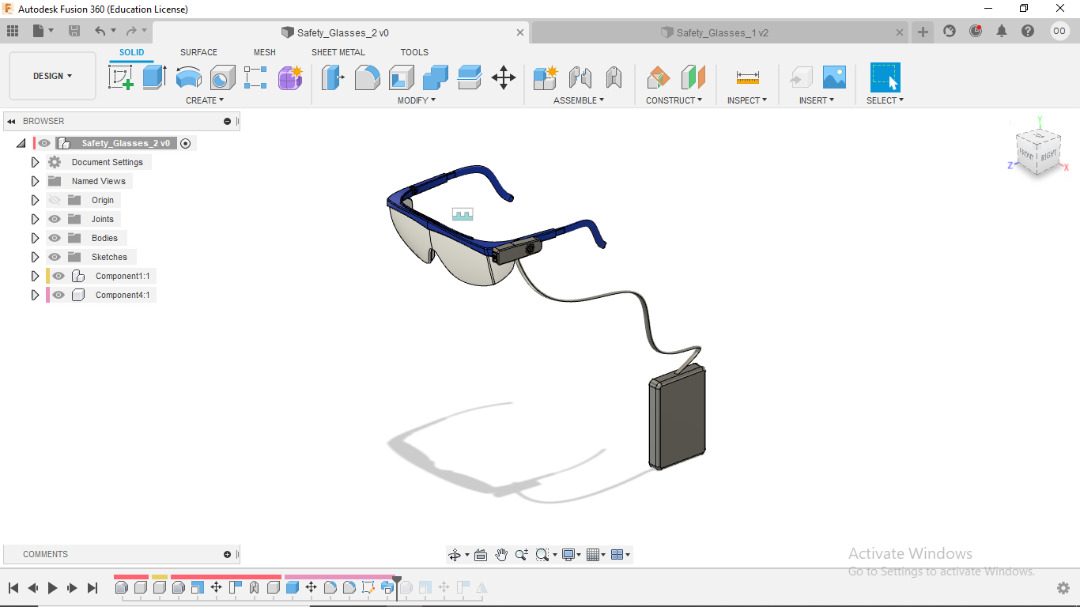 Autodesk Fusion 360 (Education License)
Safety_Glasses_2 v0
Safety_Glasses_1 v2
OO
SOLID SURFACE MESH SHEET METAL TOOLS
DESIGN
CREATE MODIFY ASSEMBLE CONSTRUCT INSPECT INSERT SELECT
BROWSER
Safety_Glasses_2 v0
Document Settings
Named Views
Origin
Joints
Bodies
Sketches
Component1:1
Component4:1
Y
Z
X
FRONT
RIGHT
COMMENTS
Activate Windows
Go to Settings to activate Windows.